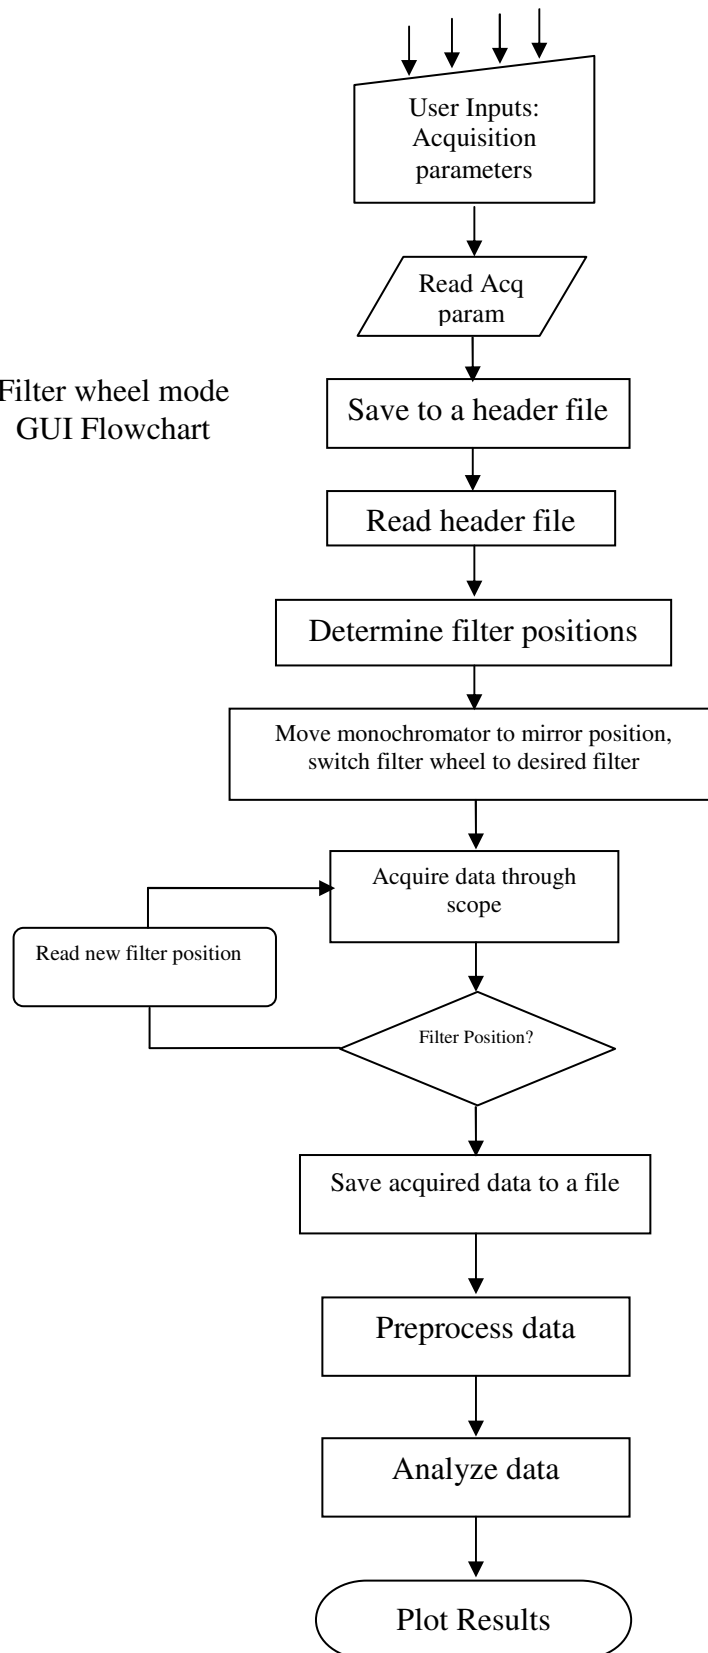 User Inputs:
Acquisition
parameters
Read Acq
param
Filter wheel mode
GUI Flowchart
Save to a header file
Read header file
Determine filter positions
Move monochromator to mirror position,
switch filter wheel to desired filter
Acquire data through
scope
Read new filter position
Filter Position?
Save acquired data to a file
Preprocess data
Analyze data
Plot Results